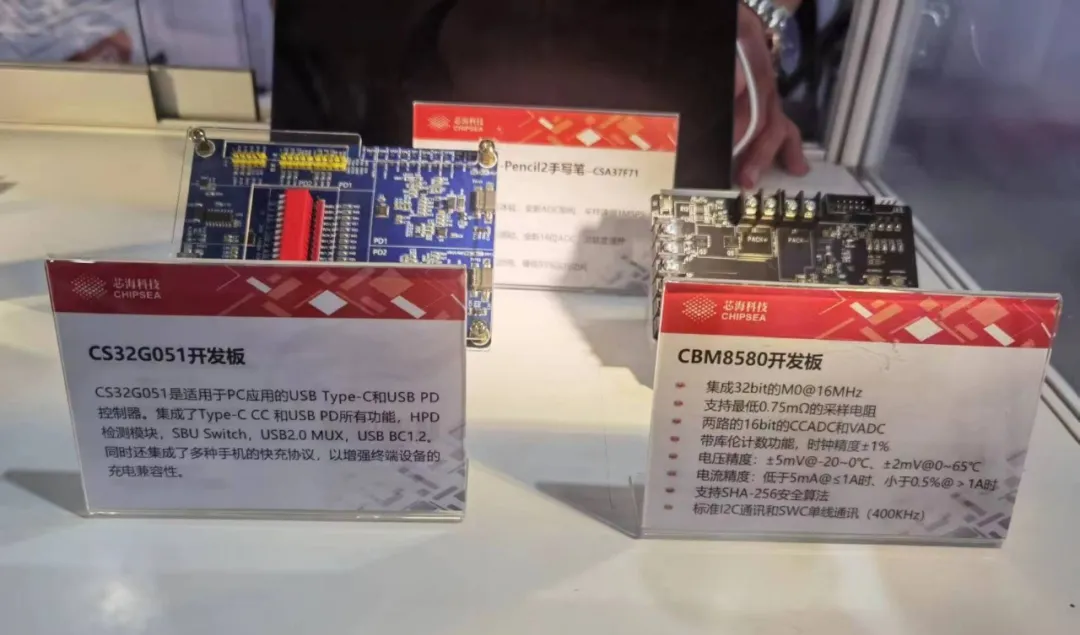 芯海科技
CHIPSEA
-Pencil2手写笔 -CSA37F71
PD1
PD1
PD2
PACK+
PACK-
芯海科技
CHIPSEA
CS32G051开发板
CS32G051是适用于PC应用的USB Type-C和USB PD
控制器。集成了Type-C CC 和USB PD所有功能，HPD
检测模块，SBU Switch，USB2.0 MUX，USB BC1.2。
同时还集成了多种手机的快充协议，以增强终端设备的
充电兼容性。
芯海科技
CHIPSEA
CBM8580开发板
集成32bit的M0@16MHz
支持最低0.75mΩ的采样电阻
两路的16bit的CCADC和VADC
带库伦计数功能，时钟精度±1%
电压精度：±5mV@-20~0℃、±2mV@0~65℃
电流精度：低于5mA@≤1A时、小于0.5%@﹥1A时
支持SHA-256安全算法
标准I2C通讯和SWC单线通讯（400KHz）